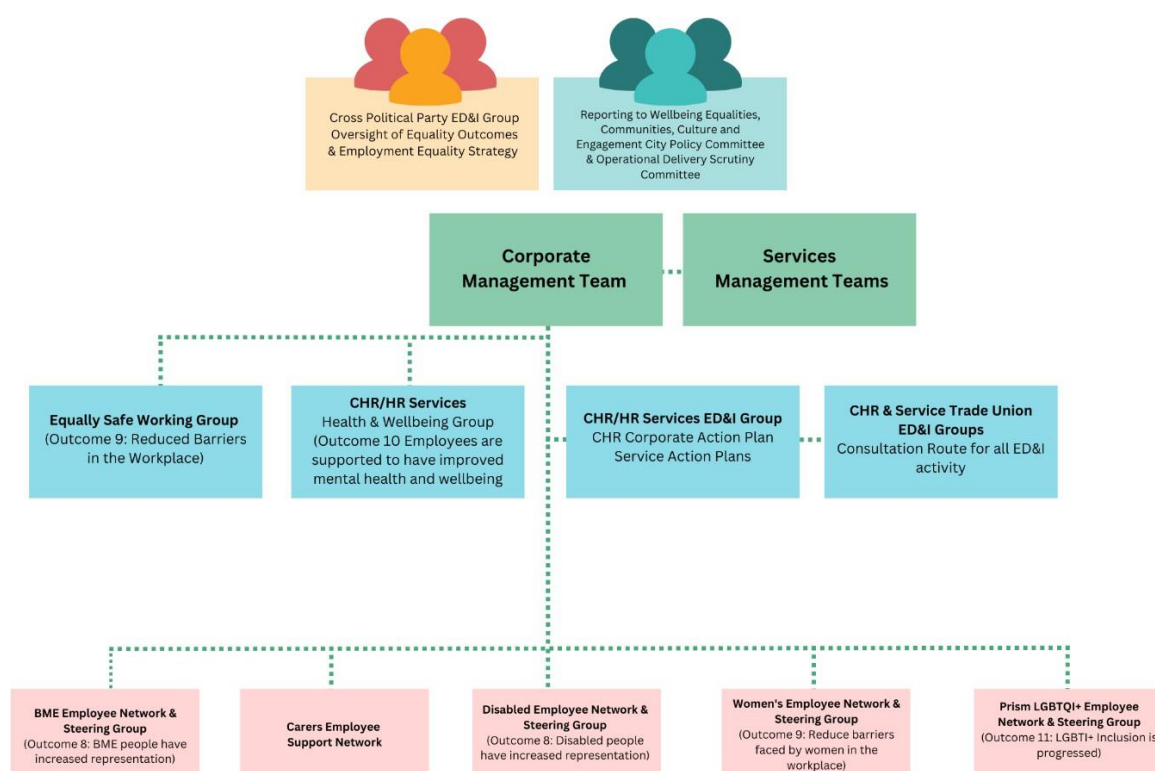 Cross Political Party ED&I Group
Oversight of Equality Outcomes
& Employment Equality Strategy
Reporting to Wellbeing Equalities,
Communities, Culture and
Engagement City Policy Committee
& Operational Delivery Scrutiny
Committee
Corporate
Management Team
Services
Management Teams
Equally Safe Working Group
(Outcome 9: Reduced Barriers
in the Workplace)
CHR/HR Services
Health & Wellbeing Group
(Outcome 10 Employees are
supported to have improved
mental health and wellbeing
CHR/HR Services ED&I Group
CHR Corporate Action Plan
Service Action Plans
CHR & Service Trade Union
ED&I Groups
Consultation Route for all ED&I
activity
BME Employee Network &
Steering Group
(Outcome 8: BME people have
increased representation)
Carers Employee
Support Network
Disabled Employee Network &
Steering Group
(Outcome 8: Disabled people
have increased representation)
Women's Employee Network &
Steering Group
(Outcome 9: Reduce barriers
faced by women in the
workplace)
Prism LGBTQI+ Employee
Network & Steering Group
(Outcome 11: LGBTI+ Inclusion is
progressed)